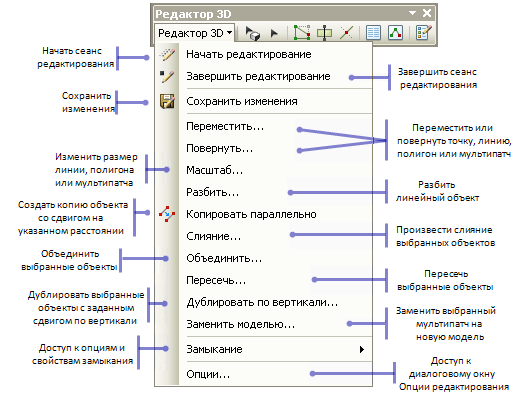 Редактор 3D
Редактор 3D
Начать редактирование
Завершить редактирование
Сохранить изменения
Переместить...
Повернуть...
Масштаб...
Разбить...
Копировать параллельно
Слияние...
Объединить...
Пересечь...
Дублировать по вертикали...
Заменить моделью...
Замыкание
Опции...
Начать сеанс
редактирования
Сохранить
изменения
Изменить размер
линии, полигона
или мультипатча
Создать копию объекта
со сдвигом на
указанном расстоянии
Объединить
выбранные объекты
Дублировать выбранные
объекты с заданным
сдвигом по вертикали
Доступ к опциям и
свойствам замыкания
Завершить сеанс
редактирования
Переместить или
повернуть точку, линию,
полигон или мультипатч
Разбить
линейный объект
Произвести слияние
выбранных объектов
Пересечь
выбранные объекты
Заменить выбранный
мультипатч на
новую модель
Доступ к
диалоговому окну
Опции редактирования